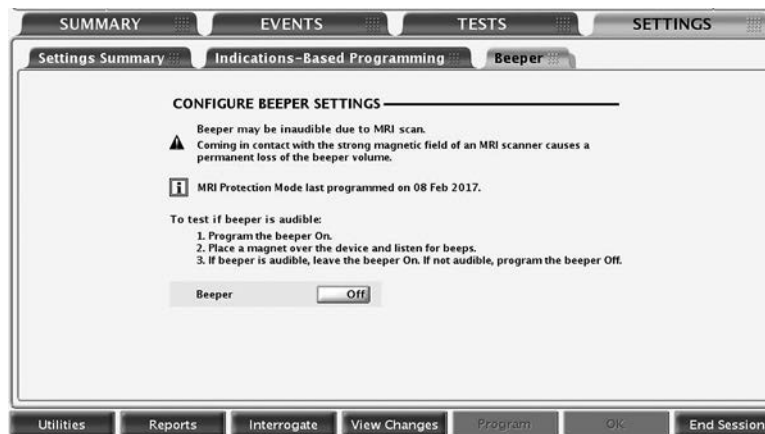 SUMMARY EVENTS TESTS SETTINGS
Settings Summary Indications-Based Programming Beeper
CONFIGURE BEEPER SETTINGS
Beeper may be inaudible due to MRI scan.
Coming in contact with the strong magnetic field of an MRI scanner causes a
permanent loss of the beeper volume.
i MRI Protection Mode last programmed on 08 Feb 2017.
To test if beeper is audible:
1. Program the beeper On.
2. Place a magnet over the device and listen for beeps.
3. If beeper is audible, leave the beeper On. If not audible, program the beeper Off.
Beeper Off
Utilities Reports Interrogate View Changes Program OK End Session